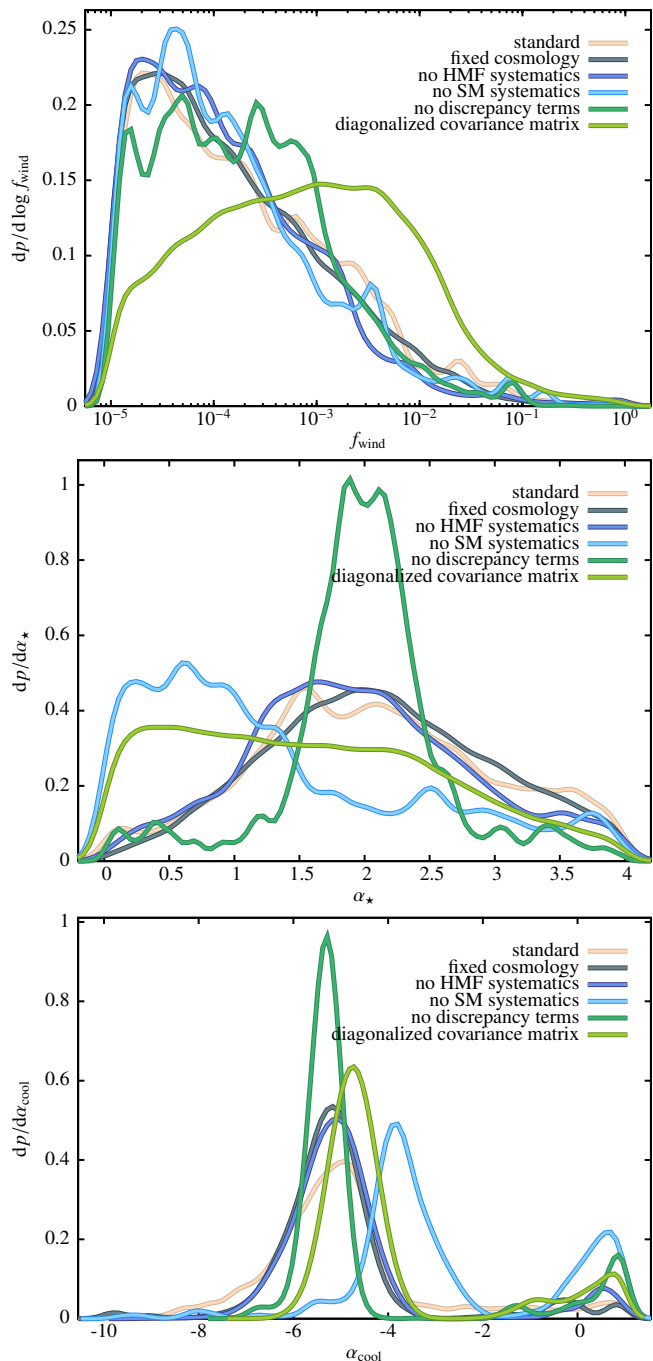 0.25
0.2
0.15
0.1
0.05
0
dp/d log f_wind
standard
fixed cosmology
no HMF systematics
no SM systematics
no discrepancy terms
diagonalized covariance matrix
10⁻⁵ 10⁻⁴ 10⁻³ 10⁻² 10⁻¹ 10⁰
f_wind
1
0.8
0.6
0.4
0.2
0
dp/dα⋆
standard
fixed cosmology
no HMF systematics
no SM systematics
no discrepancy terms
diagonalized covariance matrix
0 0.5 1 1.5 2 2.5 3 3.5 4
α⋆
1
0.8
0.6
0.4
0.2
0
dp/dα_cool
standard
fixed cosmology
no HMF systematics
no SM systematics
no discrepancy terms
diagonalized covariance matrix
-10 -8 -6 -4 -2 0
α_cool